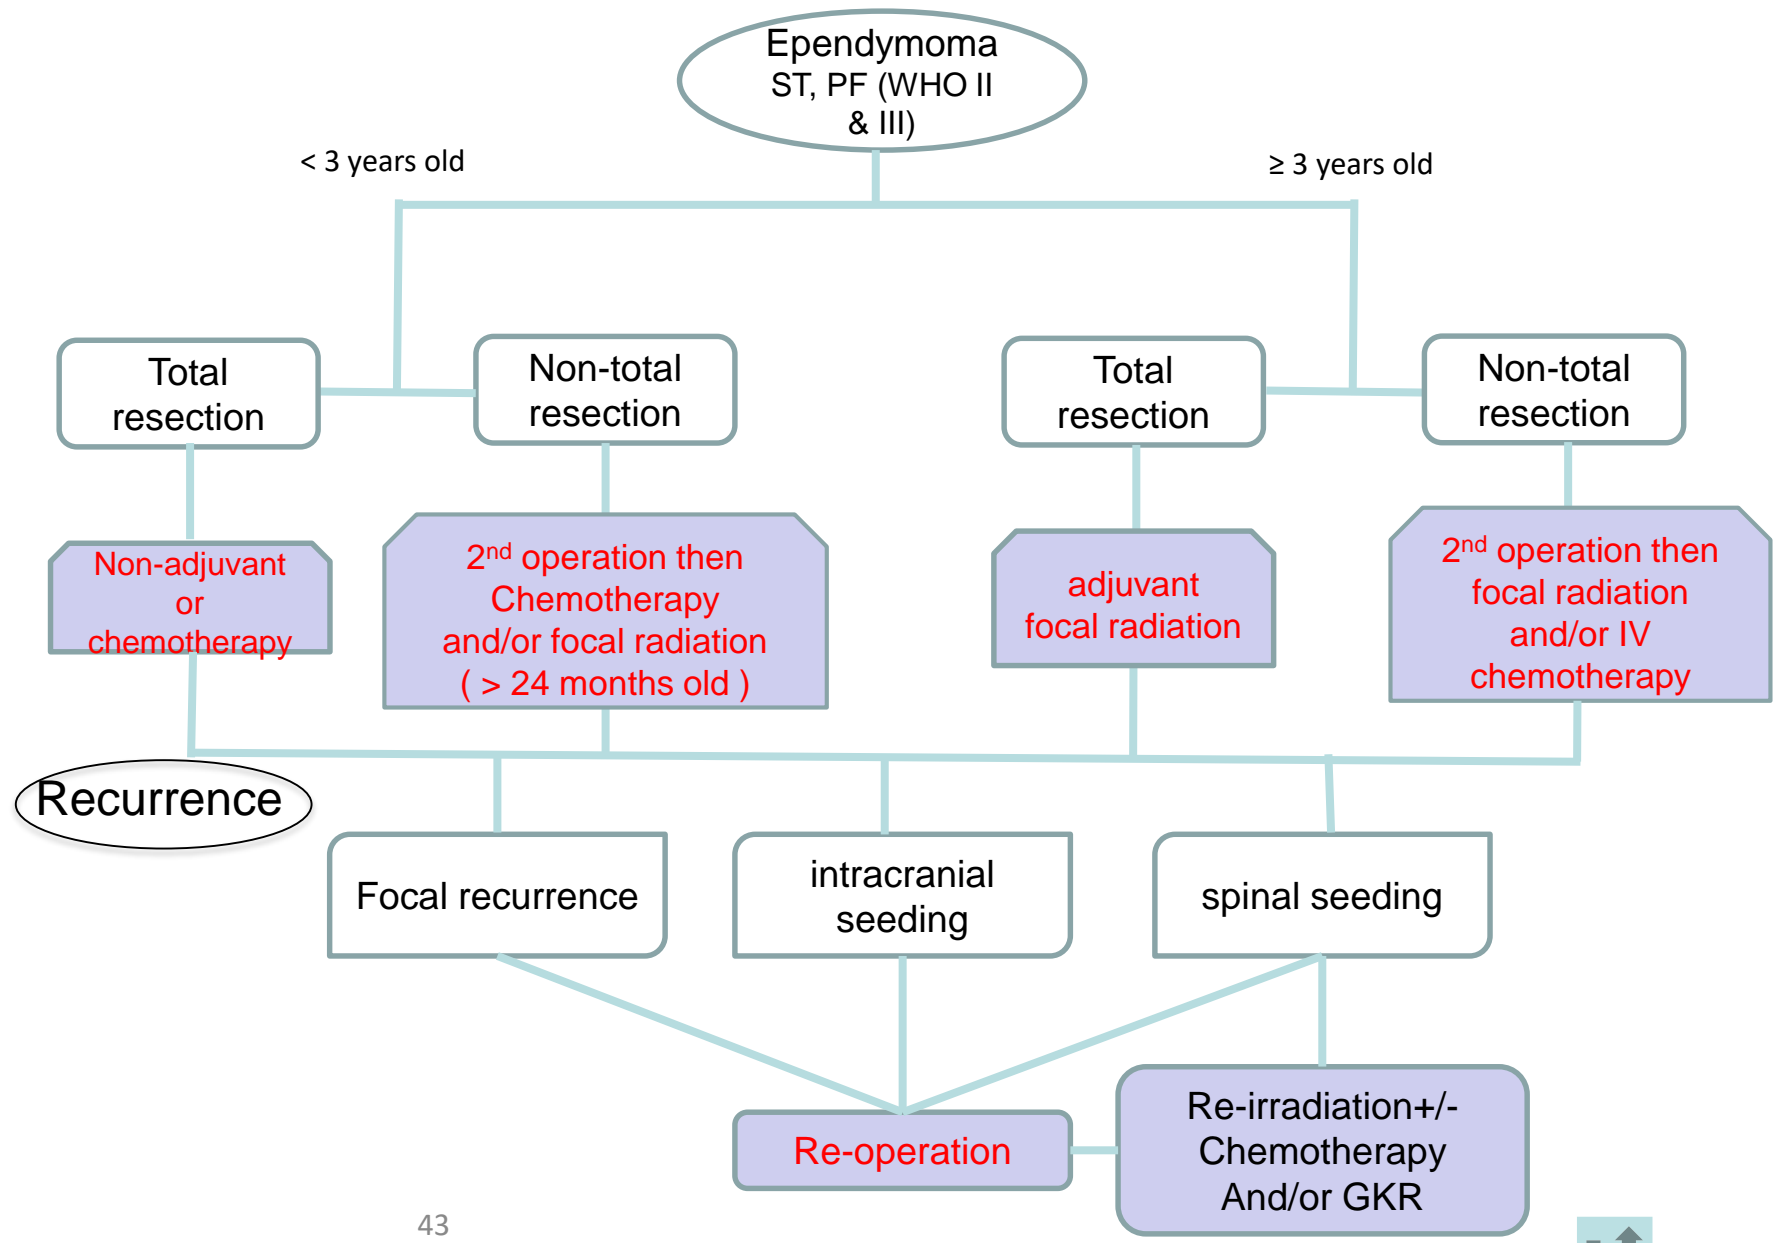 Ependymoma
ST, PF (WHO II
& III)
< 3 years old
≥ 3 years old
Total
resection
Non-total
resection
Total
resection
Non-total
resection
Non-adjuvant
or
chemotherapy
2nd operation then
Chemotherapy
and/or focal radiation
( > 24 months old )
adjuvant
focal radiation
2nd operation then
focal radiation
and/or IV
chemotherapy
Recurrence
Focal recurrence
intracranial
seeding
spinal seeding
Re-operation
Re-irradiation+/-
Chemotherapy
And/or GKR
43